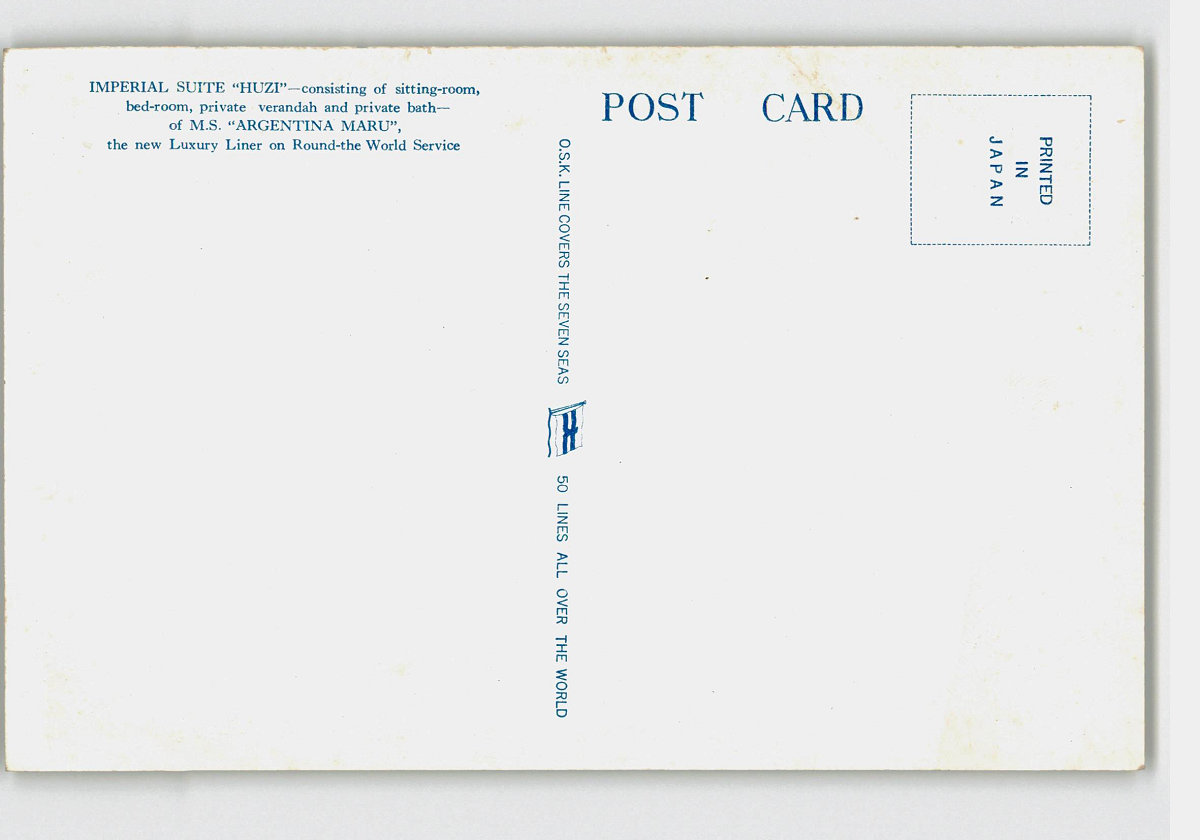 IMPERIAL SUITE “HUZI”—consisting of sitting-room,
bed-room, private verandah and private bath—
of M.S. “ARGENTINA MARU”,
the new Luxury Liner on Round-the World Service
POST CARD
PRINTED
IN
JAPAN
O.S.K. LINE COVERS THE SEVEN SEAS
50 LINES ALL OVER THE WORLD